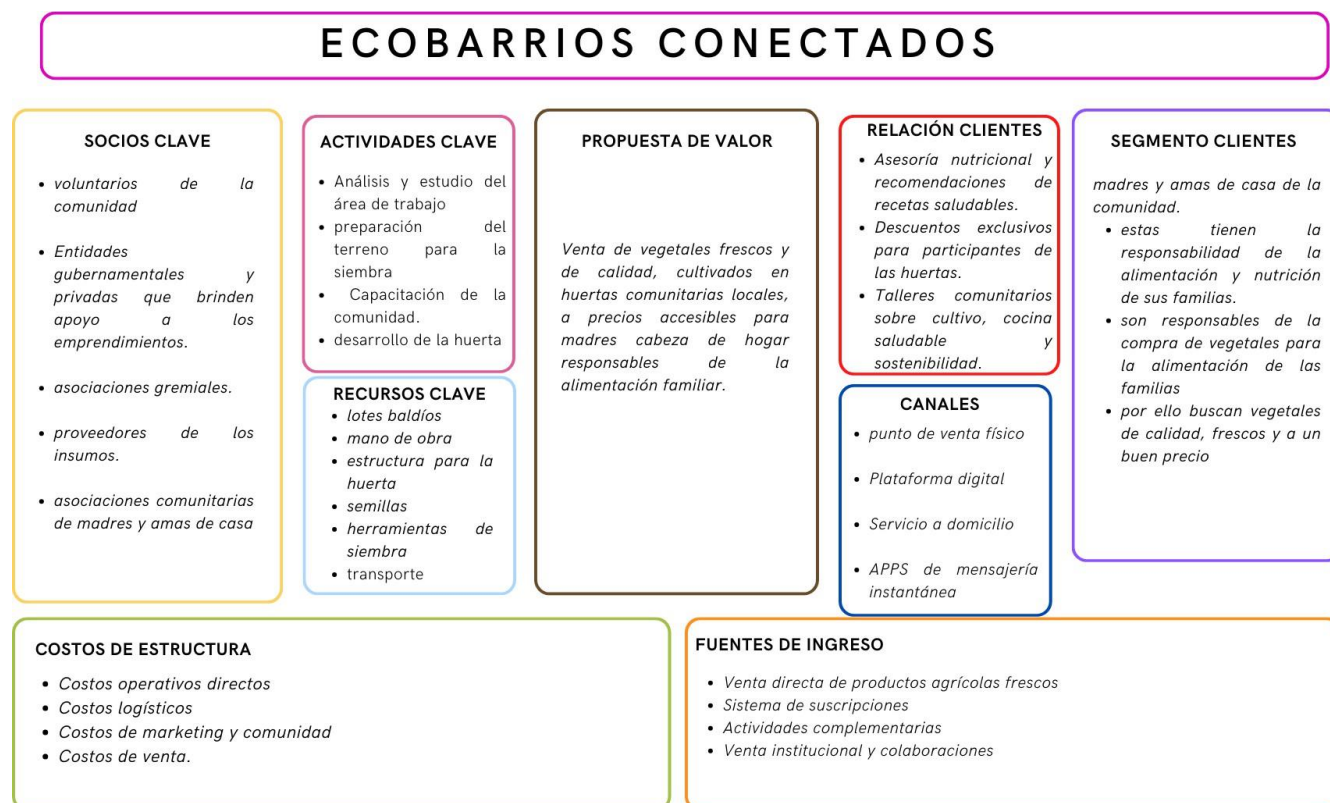 ECOBARRIOS CONECTADOS
SOCIOS CLAVE
• voluntarios de la
comunidad
• Entidades
gubernamentales y
privadas que brinden
apoyo a los
emprendimientos.
• asociaciones gremiales.
• proveedores de los
insumos.
• asociaciones comunitarias
de madres y amas de casa
ACTIVIDADES CLAVE
• Análisis y estudio del
área de trabajo
• preparación del
terreno para la
siembra
• Capacitación de la
comunidad.
• desarrollo de la huerta
RECURSOS CLAVE
• lotes baldíos
• mano de obra
• estructura para la
huerta
• semillas
• herramientas de
siembra
• transporte
PROPUESTA DE VALOR
Venta de vegetales frescos y
de calidad, cultivados en
huertas comunitarias locales,
a precios accesibles para
madres cabeza de hogar
responsables de la
alimentación familiar.
RELACIÓN CLIENTES
• Asesoría nutricional y
recomendaciones de
recetas saludables.
• Descuentos exclusivos
para participantes de
las huertas.
• Talleres comunitarios
sobre cultivo, cocina
saludable y
sostenibilidad.
CANALES
• punto de venta físico
• Plataforma digital
• Servicio a domicilio
• APPS de mensajería
instantánea
SEGMENTO CLIENTES
madres y amas de casa de la
comunidad.
• estas tienen la
responsabilidad de la
alimentación y nutrición
de sus familias.
• son responsables de la
compra de vegetales para
la alimentación de las
familias
• por ello buscan vegetales
de calidad, frescos y a un
buen precio
COSTOS DE ESTRUCTURA
• Costos operativos directos
• Costos logísticos
• Costos de marketing y comunidad
• Costos de venta.
FUENTES DE INGRESO
• Venta directa de productos agrícolas frescos
• Sistema de suscripciones
• Actividades complementarias
• Venta institucional y colaboraciones